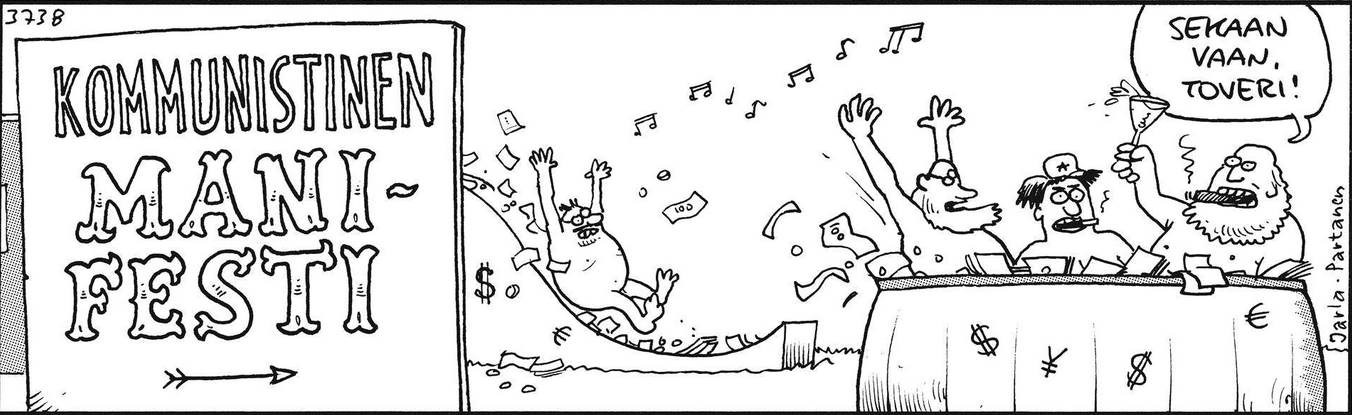 3738
KOMMUNISTINEN
MANI-
FESTI
$
€
100
SEKAAN
VAAN,
TOVERI!
$
¥
$
€
Jarla · Partanen